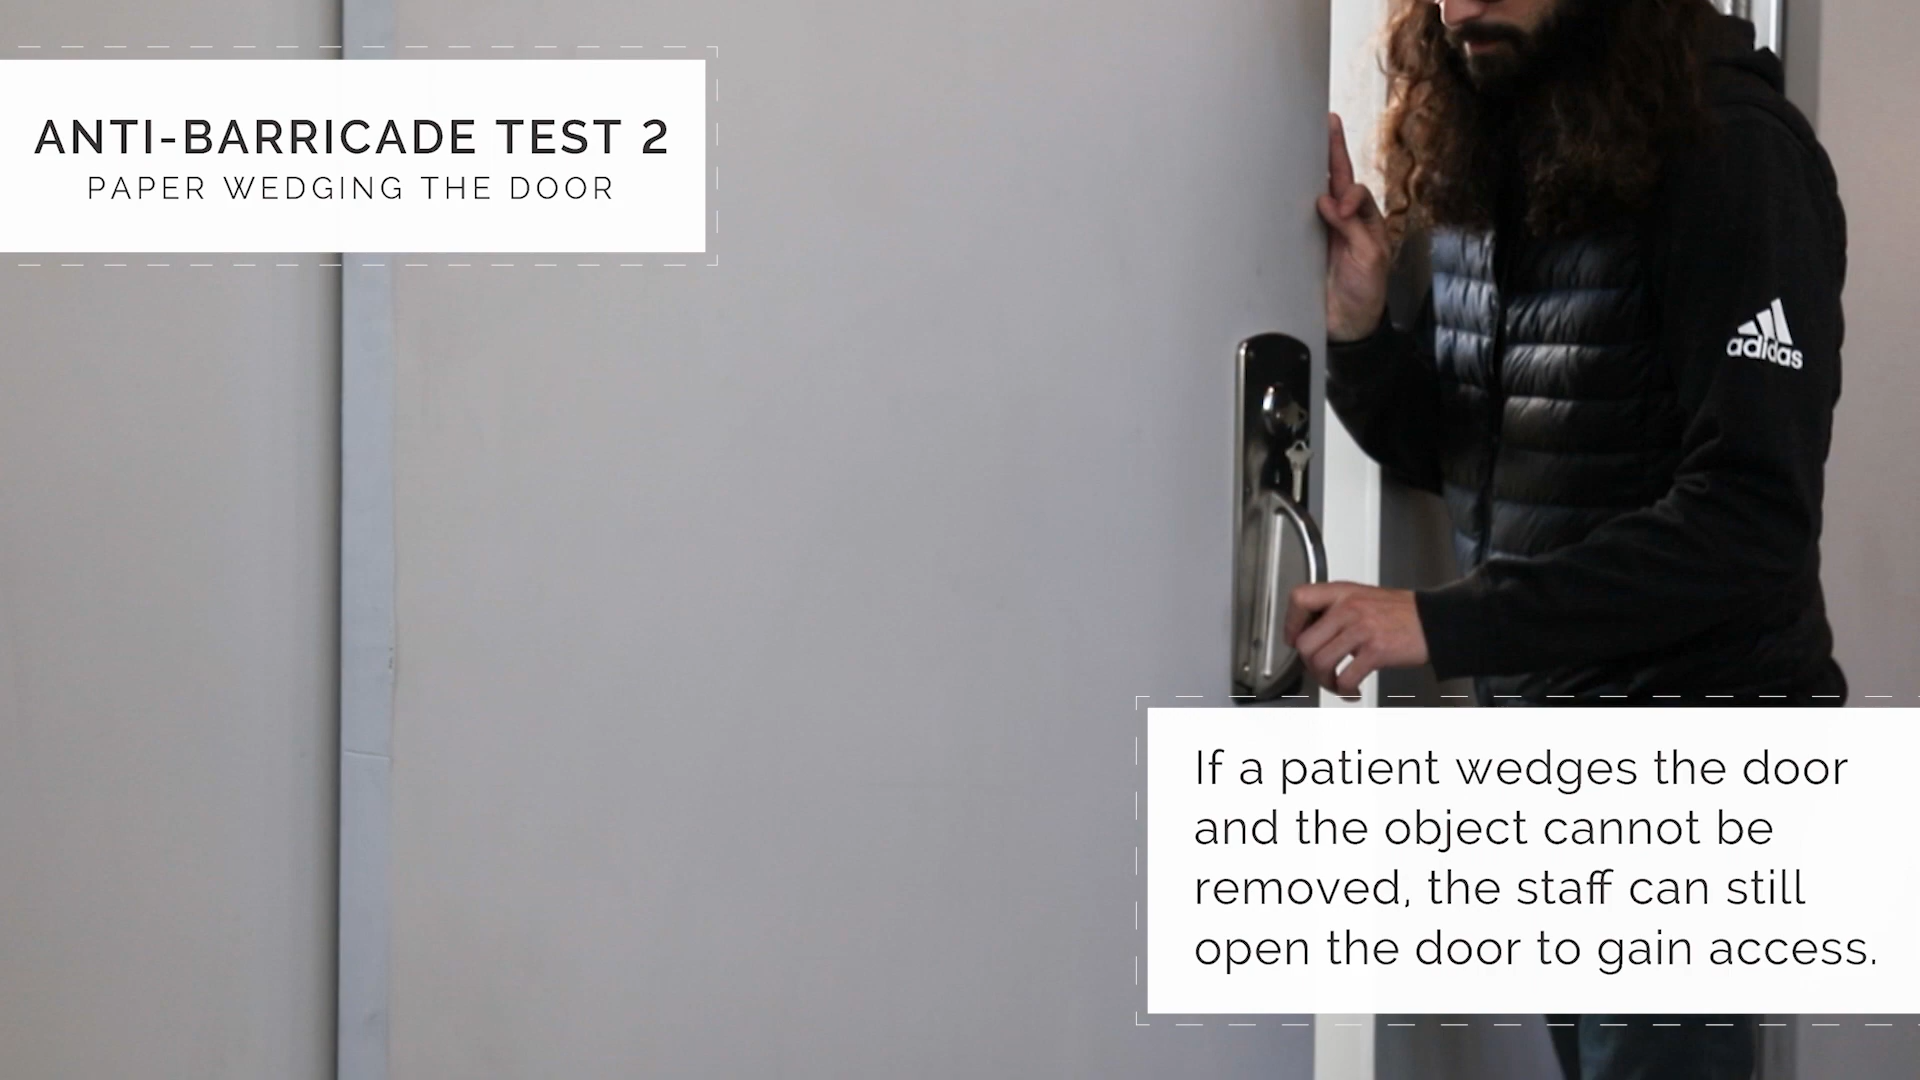 ANTI-BARRICADE TEST 2
PAPER WEDGING THE DOOR
adidas
If a patient wedges the door
and the object cannot be
removed, the staff can still
open the door to gain access.